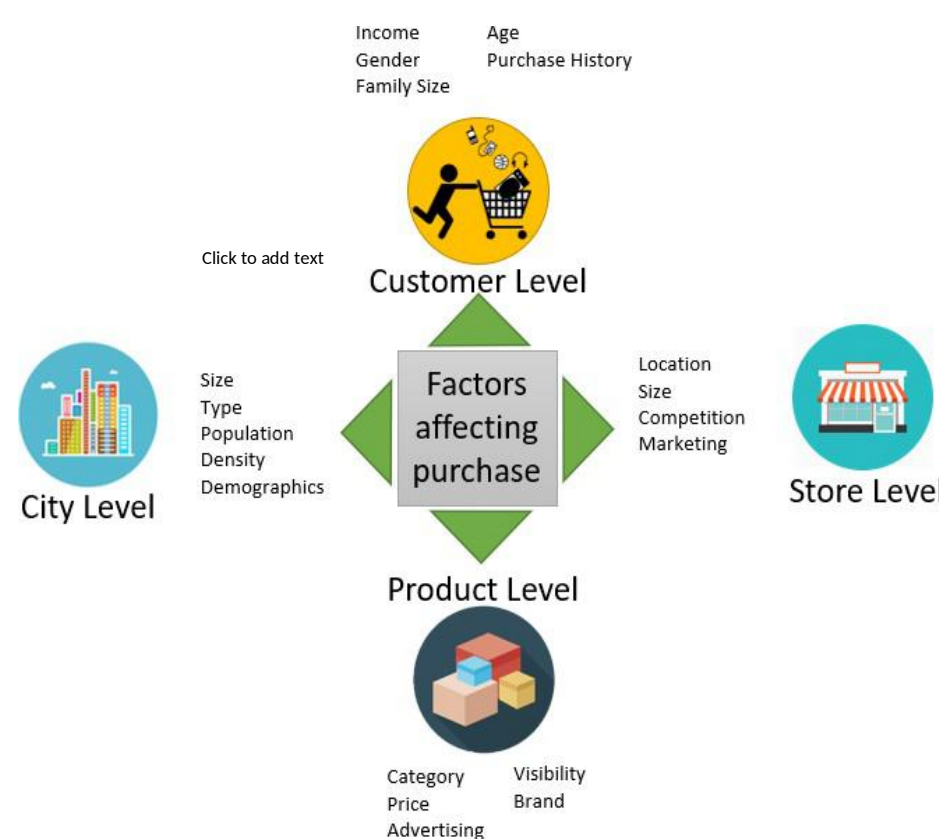 Income
Gender
Family Size
Age
Purchase History
Click to add text
Customer Level
Size
Type
Population
Density
Demographics
City Level
Factors
affecting
purchase
Location
Size
Competition
Marketing
Store Level
Product Level
Category
Price
Advertising
Visibility
Brand